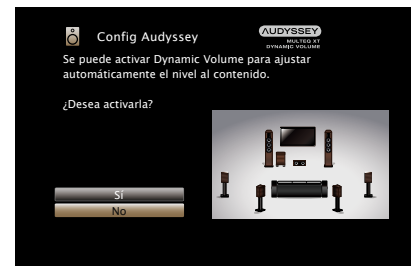 Config Audyssey
AUDYSSEY
MULTEQ XT
DYNAMIC VOLUME
Se puede activar Dynamic Volume para ajustar
automáticamente el nivel al contenido.
¿Desea activarla?
Sí
No